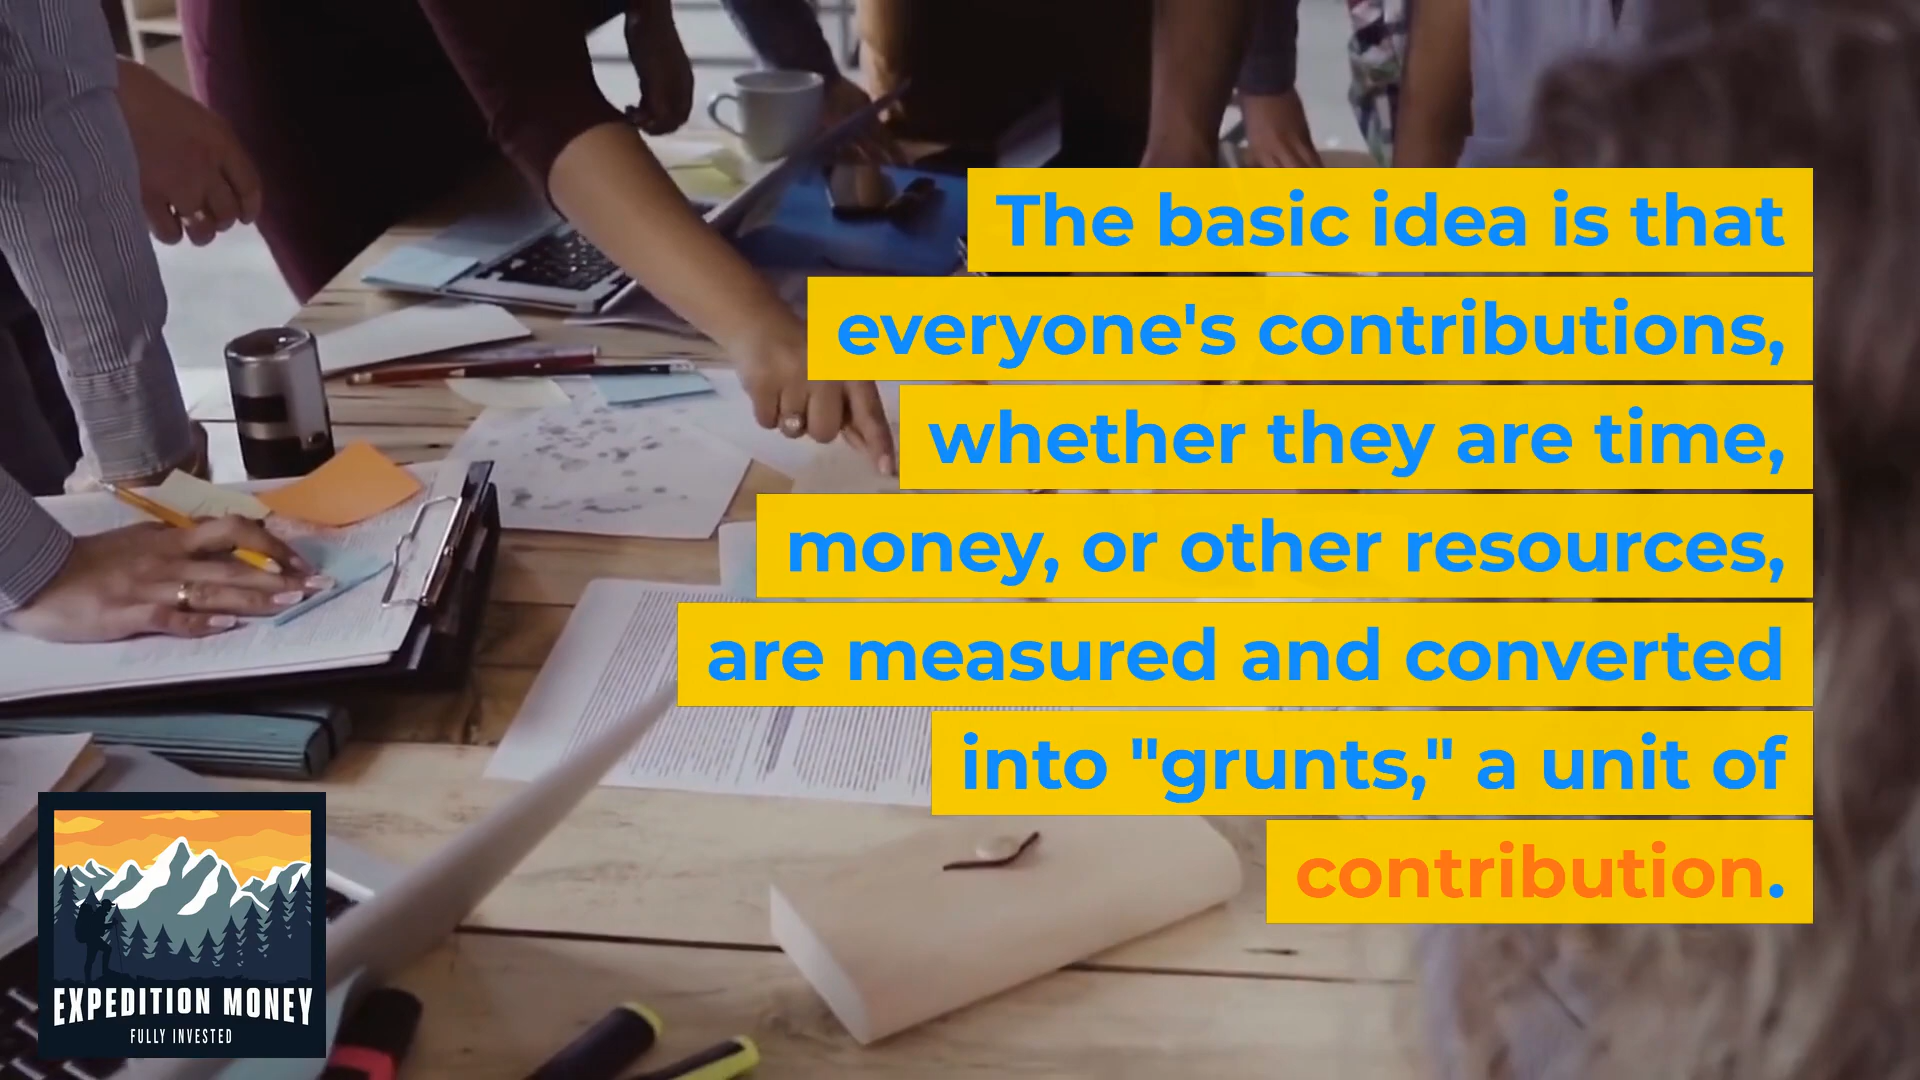 The basic idea is that
everyone's contributions,
whether they are time,
money, or other resources,
are measured and converted
into "grunts," a unit of
contribution.
EXPEDITION MONEY
FULLY INVESTED